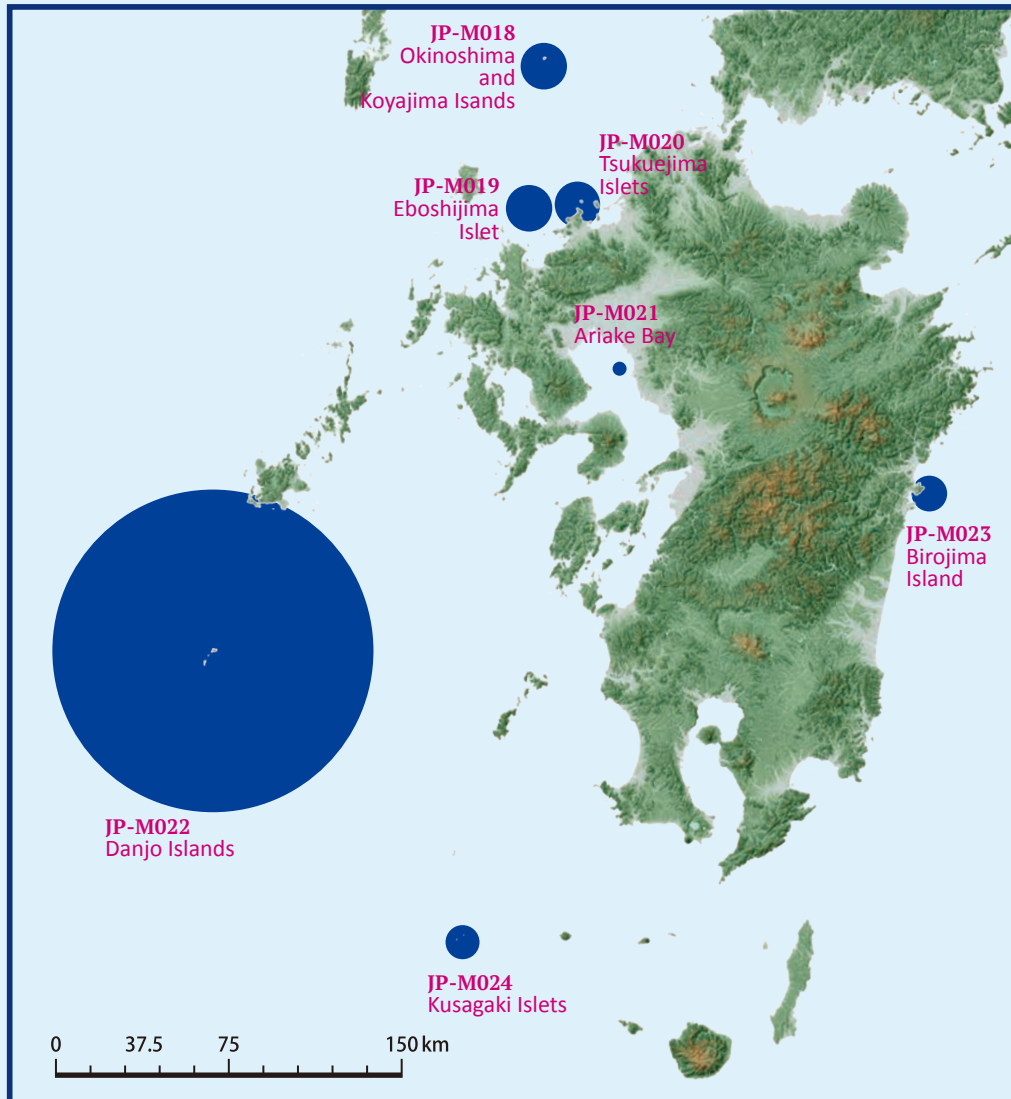 JP-M018
Okinoshima
and
Koyajima Isands
JP-M020
Tsukuejima
Islets
JP-M019
Eboshijima
Islet
JP-M021
Ariake Bay
JP-M023
Birojima
Island
JP-M022
Danjo Islands
JP-M024
Kusagaki Islets
0 37.5 75 150 km